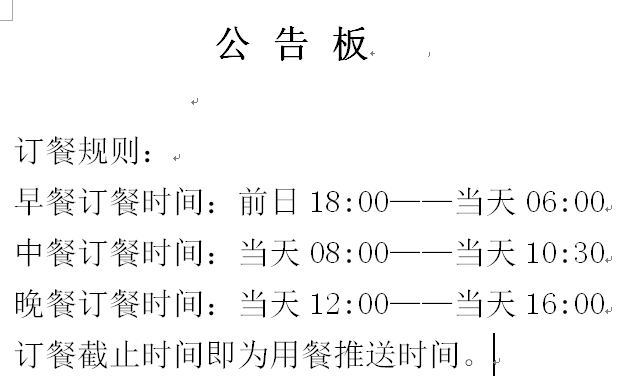 公 告 板
订餐规则：
早餐订餐时间：前日 18:00——当天 06:00
中餐订餐时间：当天 08:00——当天 10:30
晚餐订餐时间：当天 12:00——当天 16:00
订餐截止时间即为用餐推送时间。